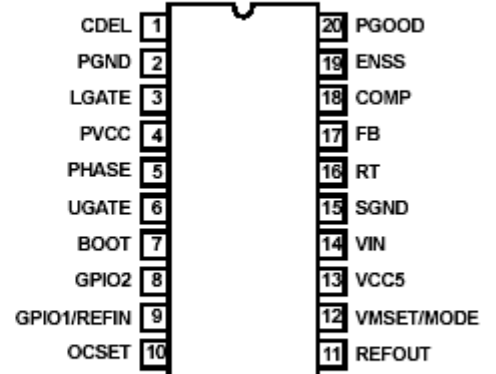 CDEL 1 20 PGOOD
PGND 2 19 ENSS
LGATE 3 18 COMP
PVCC 4 17 FB
PHASE 5 16 RT
UGATE 6 15 SGND
BOOT 7 14 VIN
GPIO2 8 13 VCC5
GPIO1/REFIN 9 12 VMSET/MODE
OCSET 10 11 REFOUT